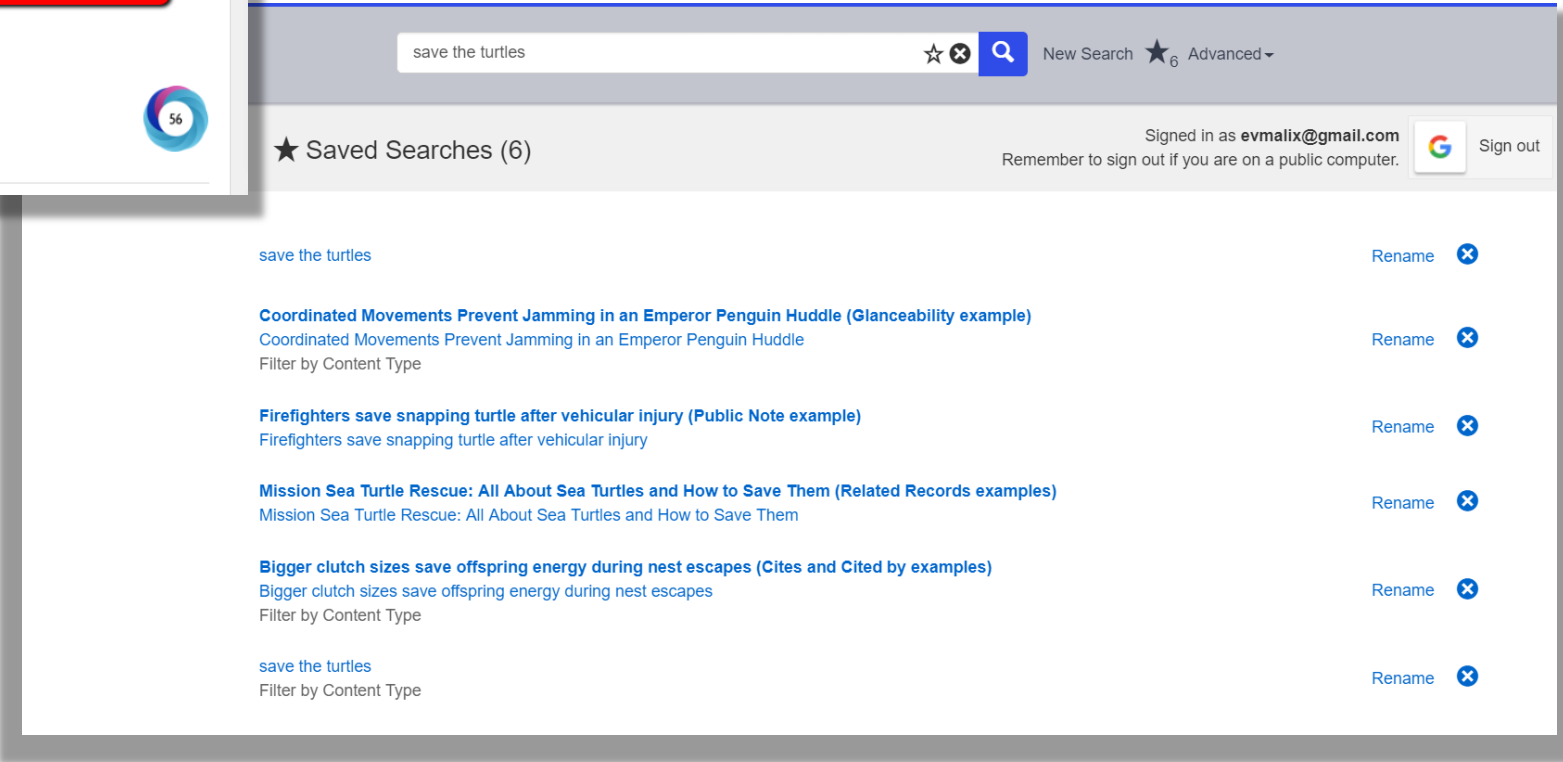 save the turtles
New Search 6 Advanced
56
Saved Searches (6)
Signed in as evmalix@gmail.com
Remember to sign out if you are on a public computer.
G
Sign out
save the turtles
Rename
Coordinated Movements Prevent Jamming in an Emperor Penguin Huddle (Glanceability example)
Coordinated Movements Prevent Jamming in an Emperor Penguin Huddle
Filter by Content Type
Rename
Firefighters save snapping turtle after vehicular injury (Public Note example)
Firefighters save snapping turtle after vehicular injury
Rename
Mission Sea Turtle Rescue: All About Sea Turtles and How to Save Them (Related Records examples)
Mission Sea Turtle Rescue: All About Sea Turtles and How to Save Them
Rename
Bigger clutch sizes save offspring energy during nest escapes (Cites and Cited by examples)
Bigger clutch sizes save offspring energy during nest escapes
Filter by Content Type
Rename
save the turtles
Filter by Content Type
Rename